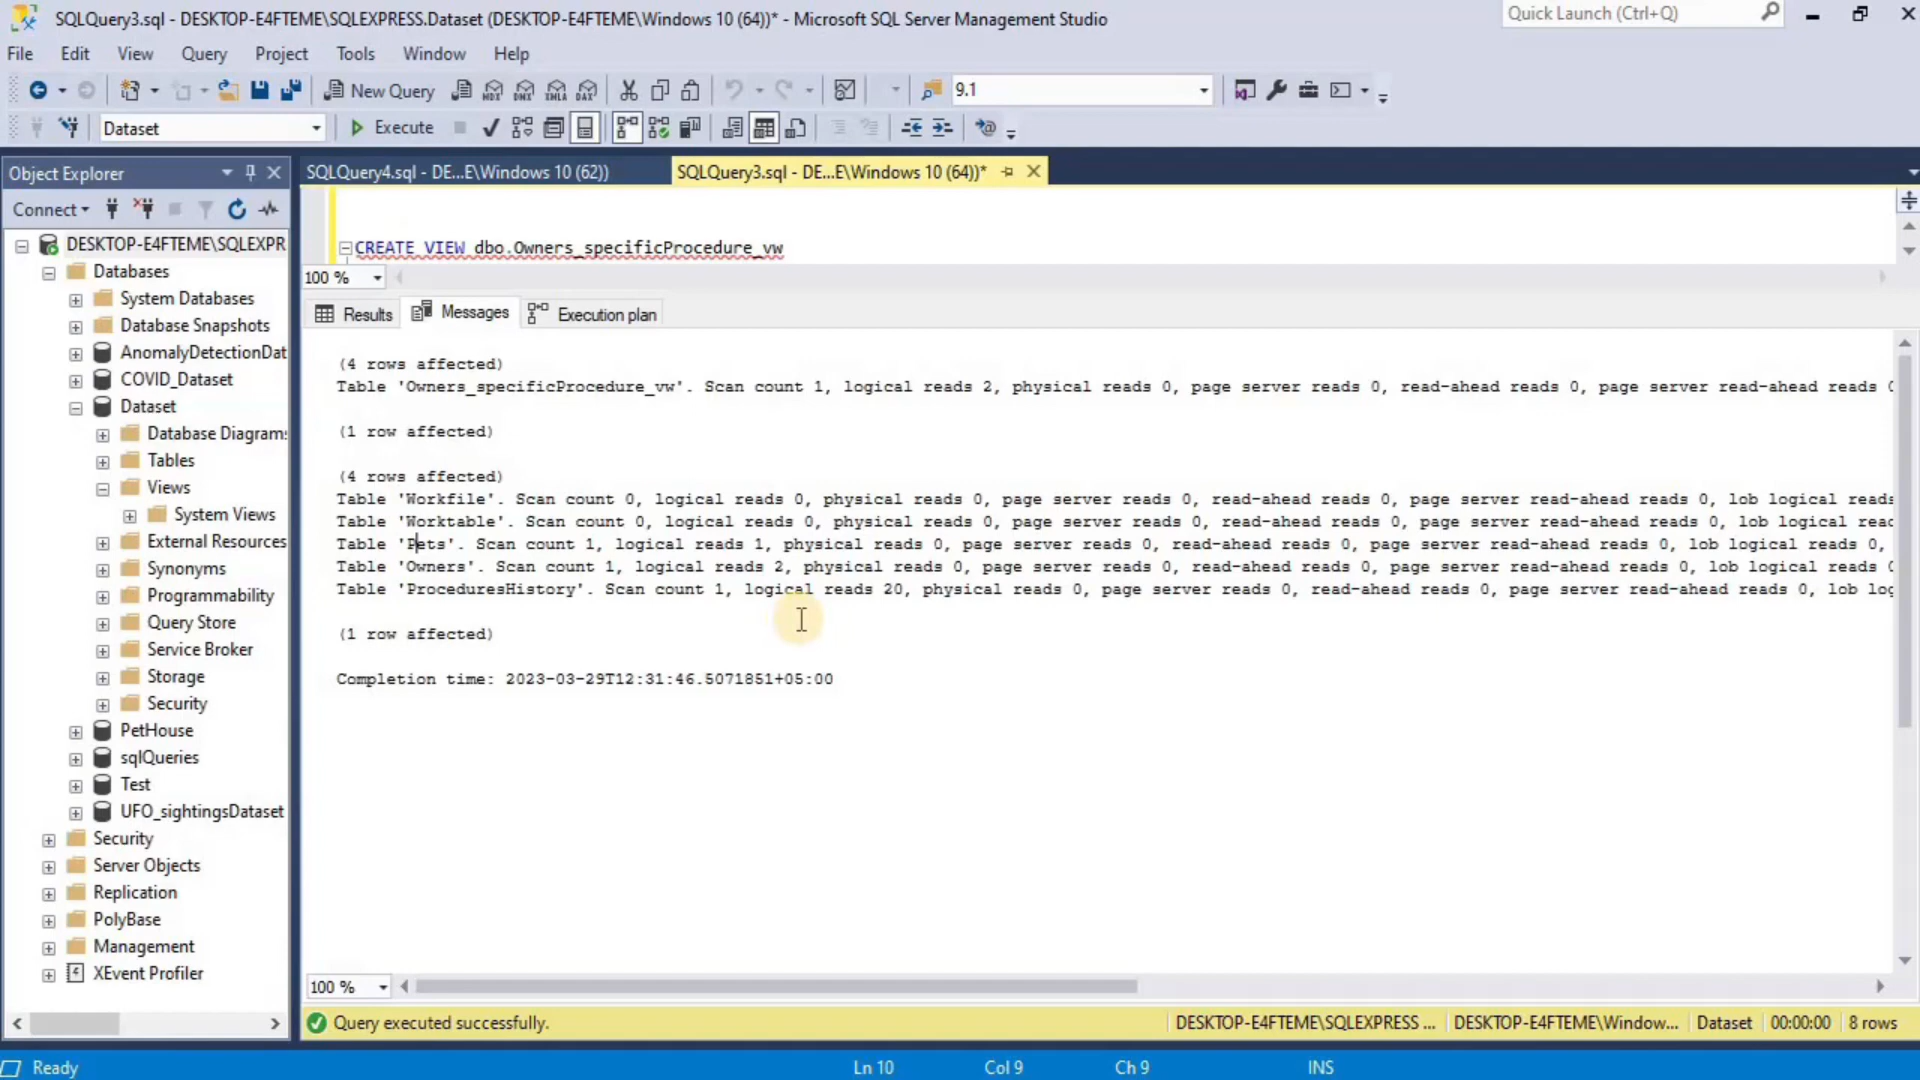 SQLQuery3.sql - DESKTOP-E4FTEME\SQLEXPRESS.Dataset (DESKTOP-E4FTEME\Windows 10 (64))* - Microsoft SQL Server Management Studio
Quick Launch (Ctrl+Q)
File Edit View Query Project Tools Window Help
New Query MDX DMX XMLA DAX 9.1
Dataset Execute
Object Explorer
SQLQuery4.sql - DE...E\Windows 10 (62))
SQLQuery3.sql - DE...E\Windows 10 (64))*
Connect
CREATE VIEW dbo.Owners_specificProcedure_vw
100 %
Results Messages Execution plan
DESKTOP-E4FTEME\SQLEXPR
Databases
System Databases
Database Snapshots
AnomalyDetectionDat
COVID_Dataset
Dataset
Database Diagrams
Tables
Views
System Views
External Resources
Synonyms
Programmability
Query Store
Service Broker
Storage
Security
PetHouse
sqlQueries
Test
UFO_sightingsDataset
Security
Server Objects
Replication
PolyBase
Management
XEvent Profiler
(4 rows affected)
Table 'Owners_specificProcedure_vw'. Scan count 1, logical reads 2, physical reads 0, page server reads 0, read-ahead reads 0, page server read-ahead reads 0
(1 row affected)
(4 rows affected)
Table 'Workfile'. Scan count 0, logical reads 0, physical reads 0, page server reads 0, read-ahead reads 0, page server read-ahead reads 0, lob logical reads
Table 'Worktable'. Scan count 0, logical reads 0, physical reads 0, page server reads 0, read-ahead reads 0, page server read-ahead reads 0, lob logical read
Table 'Pets'. Scan count 1, logical reads 1, physical reads 0, page server reads 0, read-ahead reads 0, page server read-ahead reads 0, lob logical reads 0,
Table 'Owners'. Scan count 1, logical reads 2, physical reads 0, page server reads 0, read-ahead reads 0, page server read-ahead reads 0, lob logical reads 0
Table 'ProceduresHistory'. Scan count 1, logical reads 20, physical reads 0, page server reads 0, read-ahead reads 0, page server read-ahead reads 0, lob log
(1 row affected)
Completion time: 2023-03-29T12:31:46.5071851+05:00
100 %
Query executed successfully.
DESKTOP-E4FTEME\SQLEXPRESS ... DESKTOP-E4FTEME\Window... Dataset 00:00:00 8 rows
Ready Ln 10 Col 9 Ch 9 INS